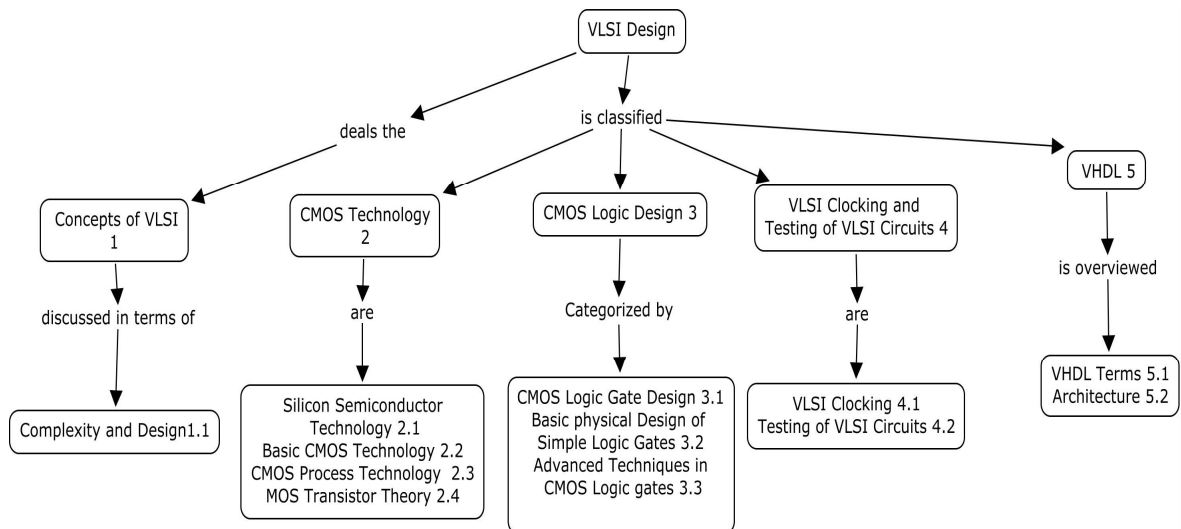 VLSI Design
deals the
is classified
Concepts of VLSI
1
CMOS Technology
2
CMOS Logic Design 3
VLSI Clocking and
Testing of VLSI Circuits 4
VHDL 5
discussed in terms of
are
Categorized by
are
is overviewed
Complexity and Design1.1
Silicon Semiconductor
Technology 2.1
Basic CMOS Technology 2.2
CMOS Process Technology 2.3
MOS Transistor Theory 2.4
CMOS Logic Gate Design 3.1
Basic physical Design of
Simple Logic Gates 3.2
Advanced Techniques in
CMOS Logic gates 3.3
VLSI Clocking 4.1
Testing of VLSI Circuits 4.2
VHDL Terms 5.1
Architecture 5.2